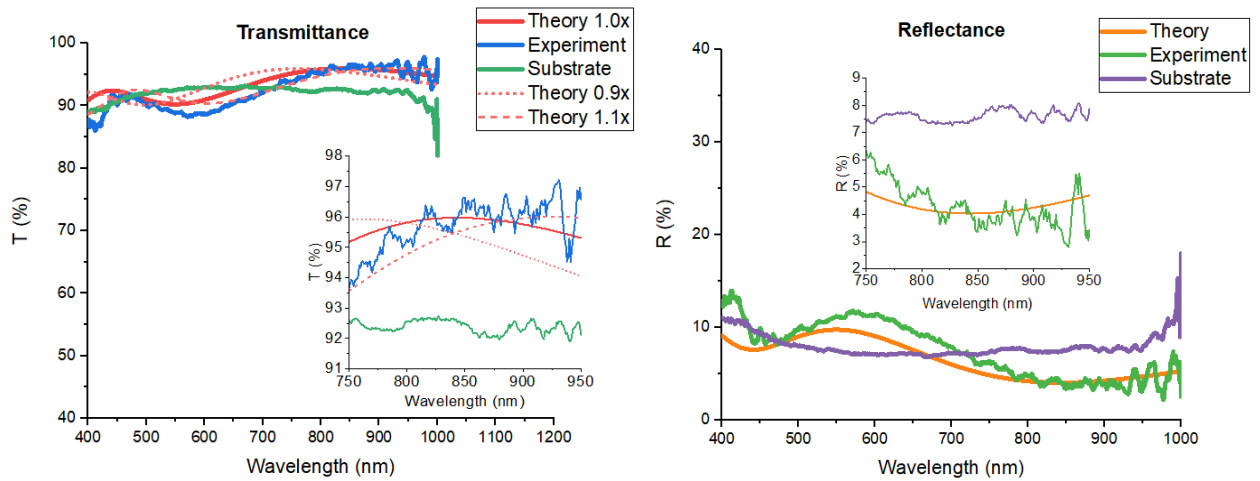 Transmittance
Theory 1.0x
Experiment
Substrate
Theory 0.9x
Theory 1.1x
100
90
80
70
60
50
40
T (%)
400
500
600
700
800
900
1000
1100
1200
Wavelength (nm)
98
97
96
95
94
93
92
91
T (%)
750
800
850
900
950
Wavelength (nm)
Reflectance
Theory
Experiment
Substrate
40
30
20
10
0
R (%)
400
500
600
700
800
900
1000
Wavelength (nm)
8
7
6
5
4
3
2
R (%)
750
800
850
900
950
Wavelength (nm)